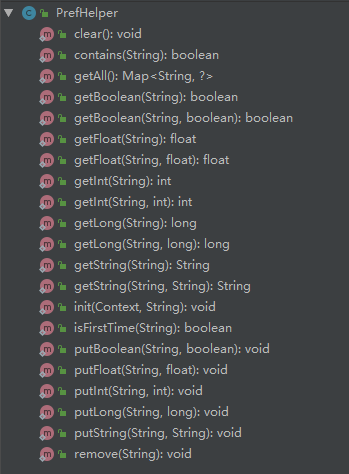 PrefHelper
clear(): void
contains(String): boolean
getAll(): Map<String, ?>
getBoolean(String): boolean
getBoolean(String, boolean): boolean
getFloat(String): float
getFloat(String, float): float
getInt(String): int
getInt(String, int): int
getLong(String): long
getLong(String, long): long
getString(String): String
getString(String, String): String
init(Context, String): void
isFirstTime(String): boolean
putBoolean(String, boolean): void
putFloat(String, float): void
putInt(String, int): void
putLong(String, long): void
putString(String, String): void
remove(String): void